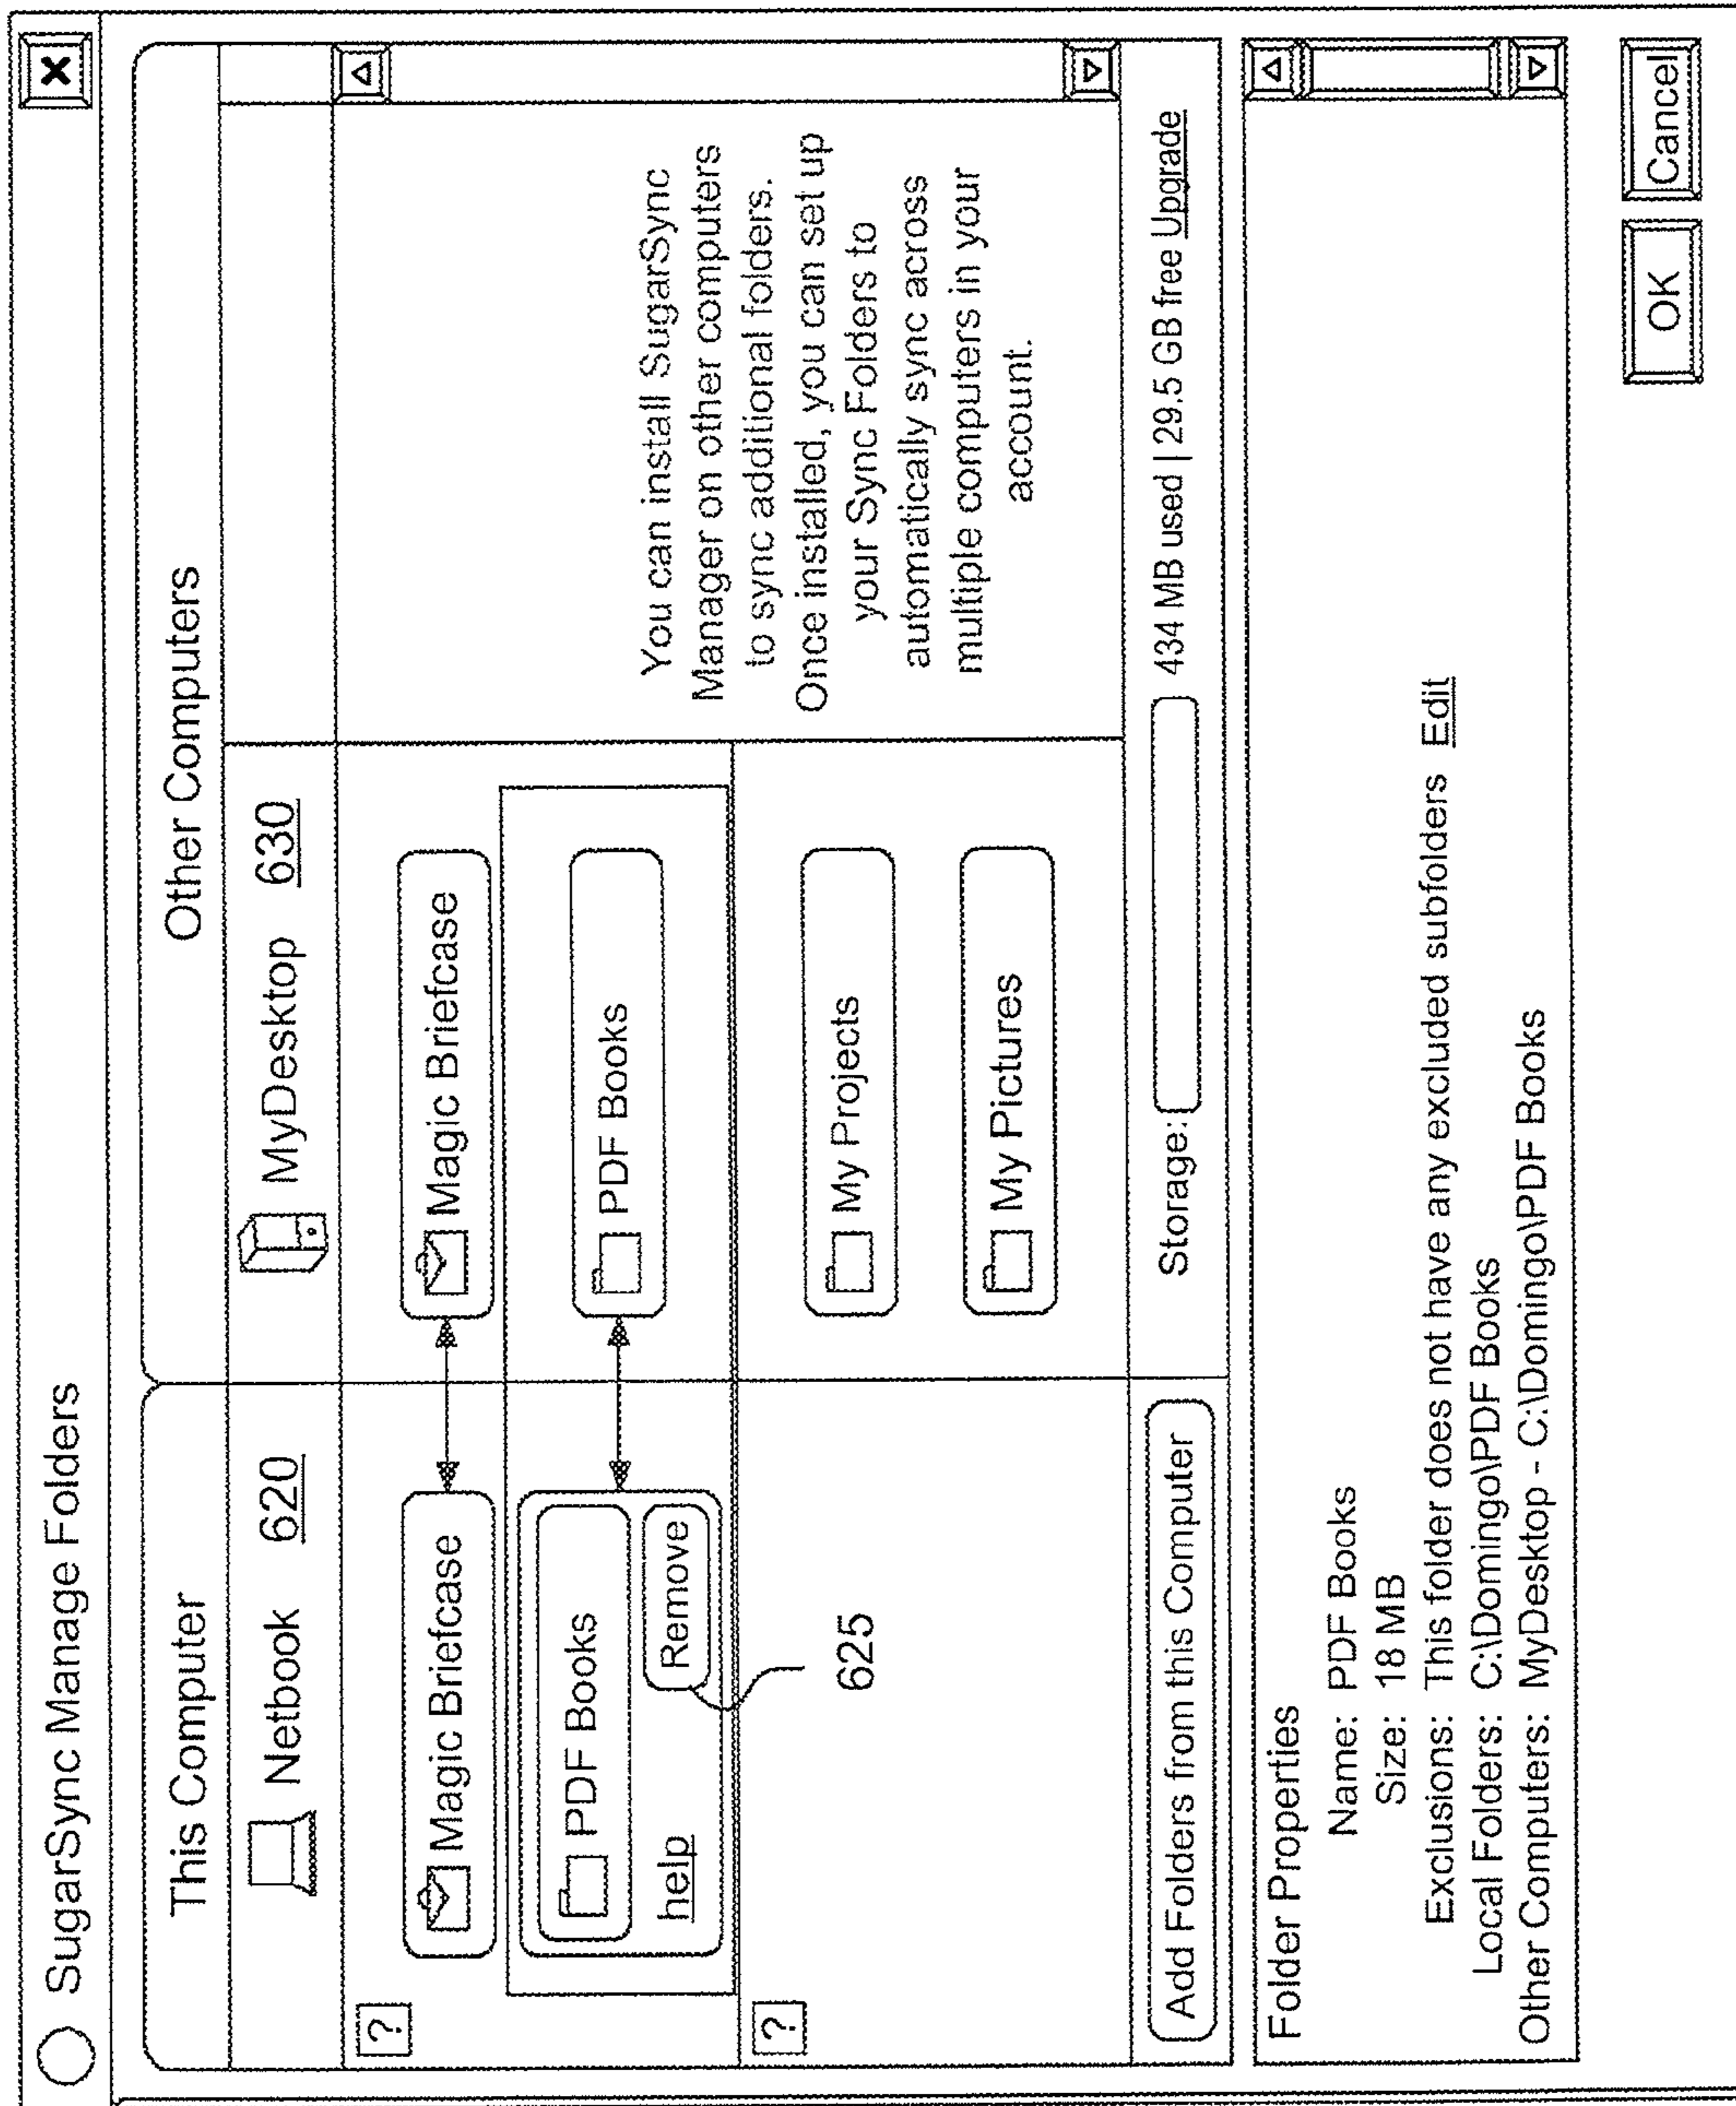 SugarSync Manage Folders
X
This Computer
Other Computers
Netbook 620
MyDesktop 630
?
Magic Briefcase
Magic Briefcase
PDF Books
help
Remove
PDF Books
625
?
My Projects
My Pictures
You can install SugarSync
Manager on other computers
to sync additional folders.
Once installed, you can set up
your Sync Folders to
automatically sync across
multiple computers in your
account.
Add Folders from this Computer
Storage: 434 MB used | 29.5 GB free Upgrade
Folder Properties
Name: PDF Books
Size: 18 MB
Exclusions: This folder does not have any excluded subfolders Edit
Local Folders: C:\Domingo\PDF Books
Other Computers: MyDesktop - C:\Domingo\PDF Books
OK
Cancel